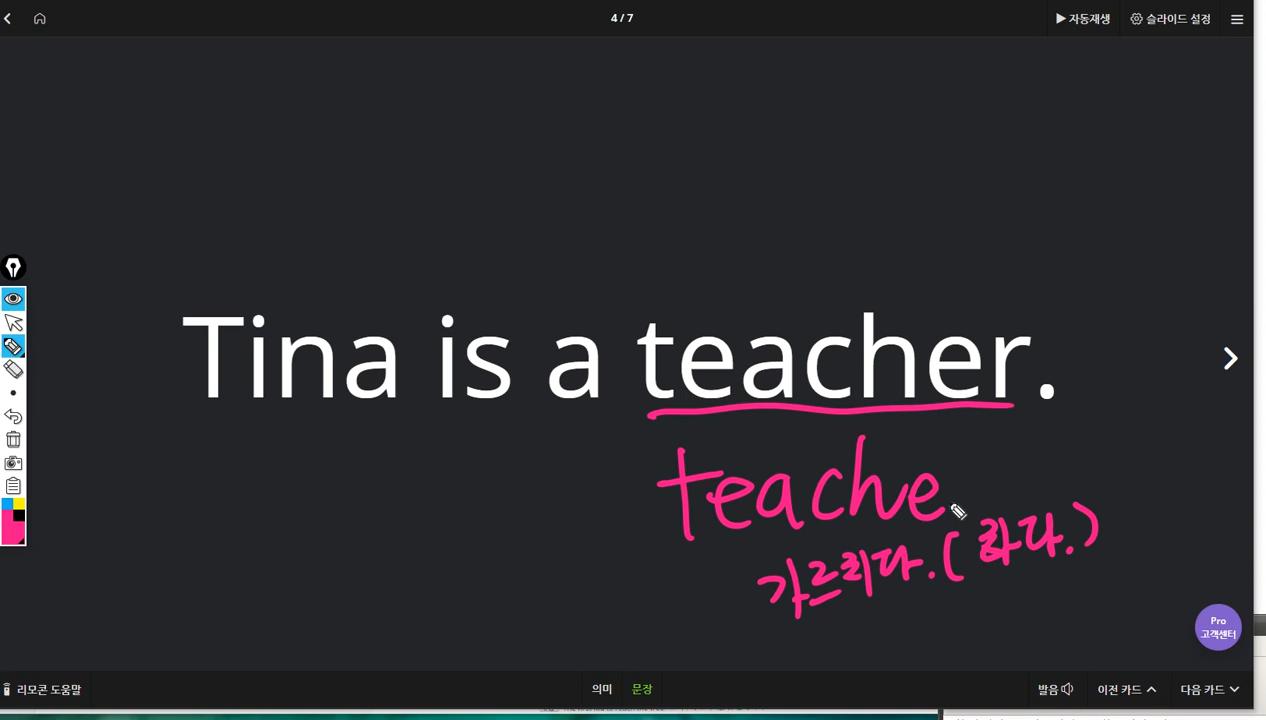 4 / 7
자동재생
슬라이드 설정
Tina is a teacher.
teache
가르치다. (하다.)
Pro
고객센터
리모콘 도움말
의미
문장
발음
이전 카드
다음 카드